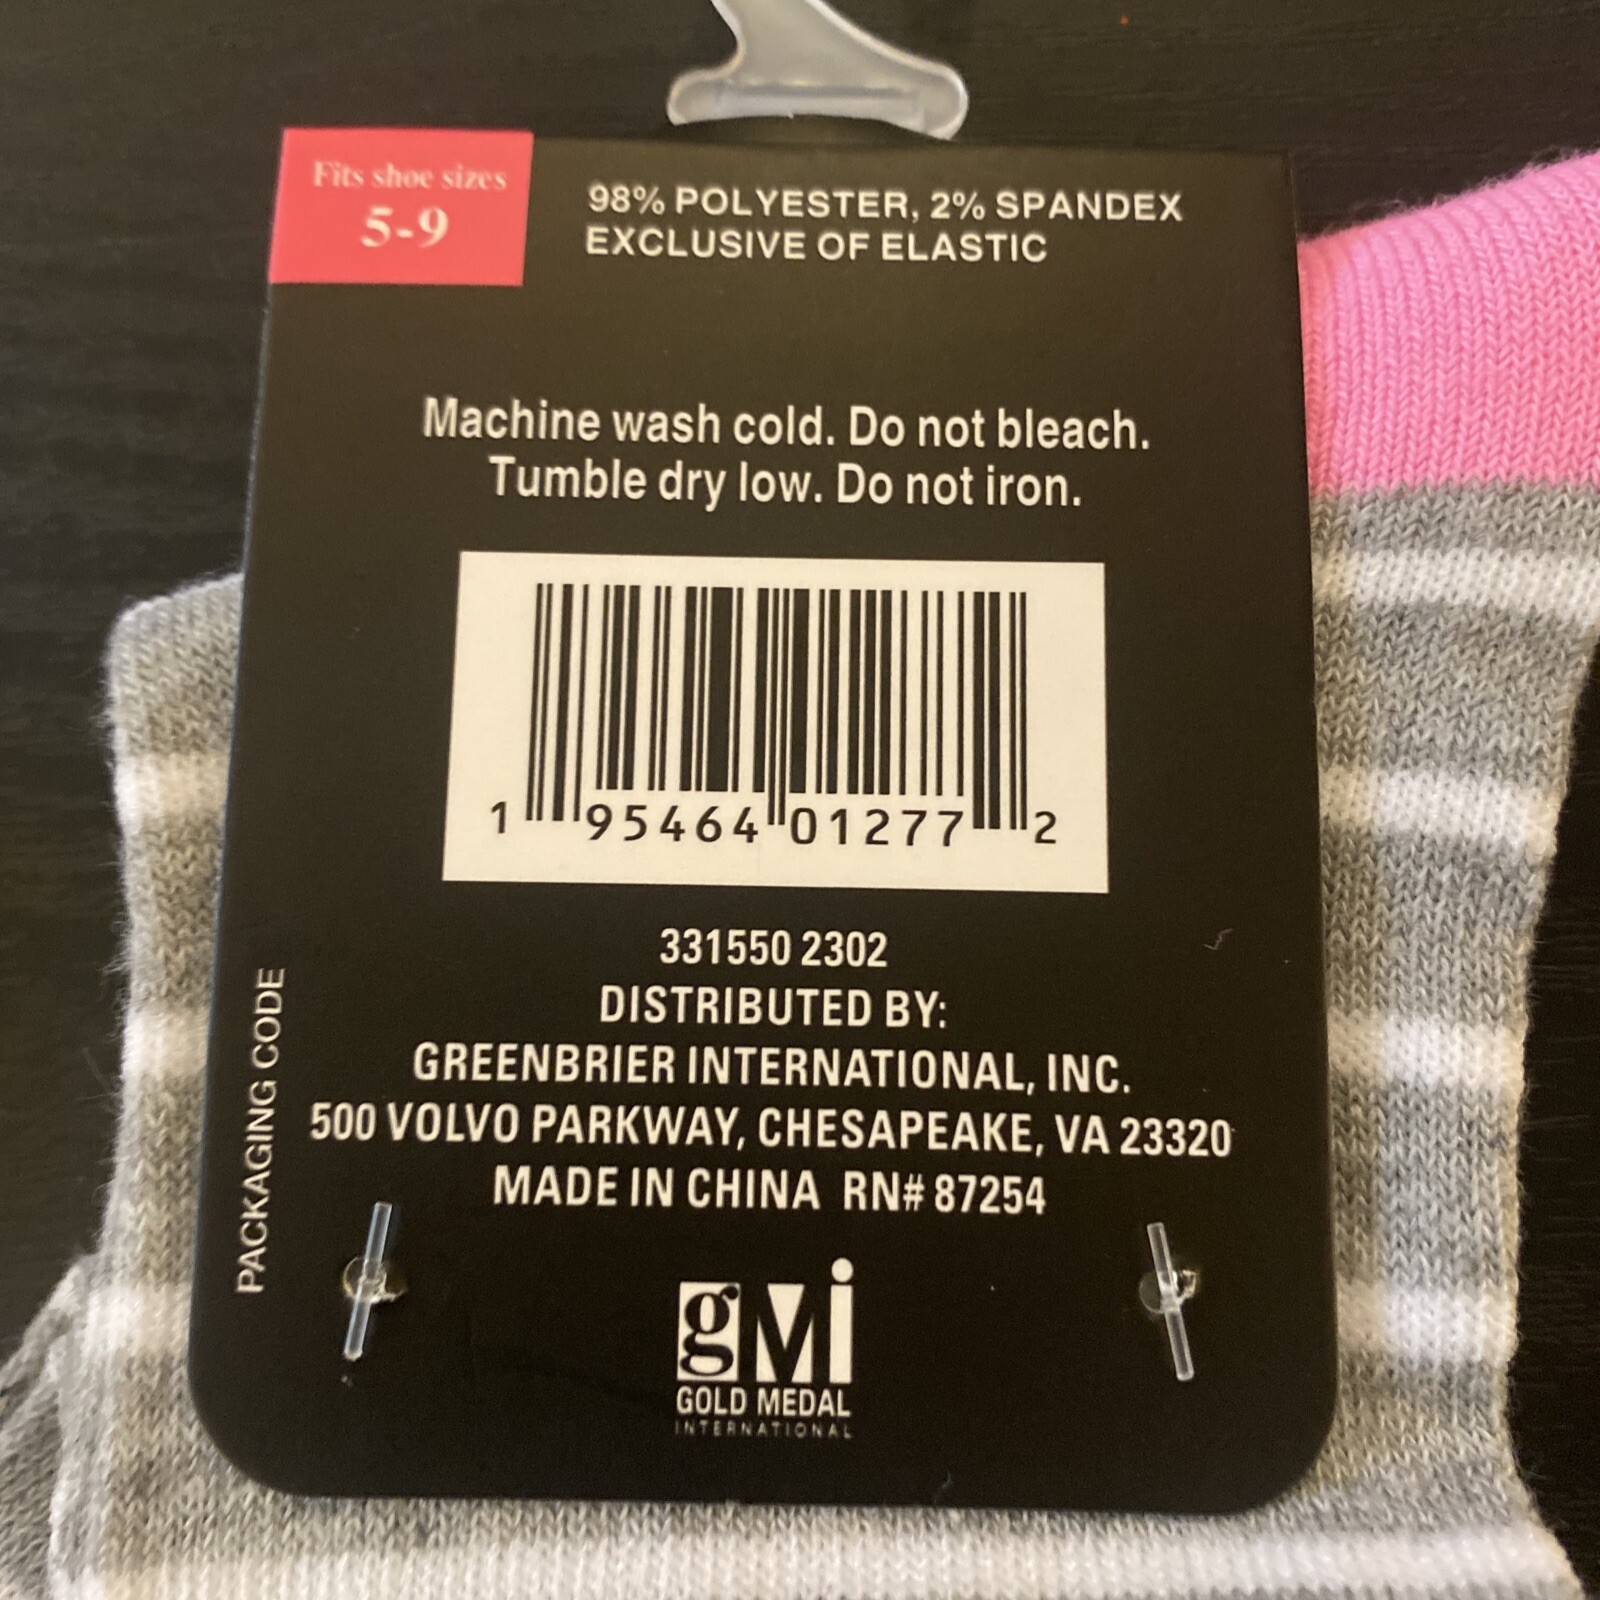 Fits shoe sizes
5-9
98% POLYESTER, 2% SPANDEX
EXCLUSIVE OF ELASTIC
Machine wash cold. Do not bleach.
Tumble dry low. Do not iron.
1 95464 01277 2
331550 2302
DISTRIBUTED BY:
GREENBRIER INTERNATIONAL, INC.
500 VOLVO PARKWAY, CHESAPEAKE, VA 23320
MADE IN CHINA RN# 87254
PACKAGING CODE
gMi
GOLD MEDAL
INTERNATIONAL